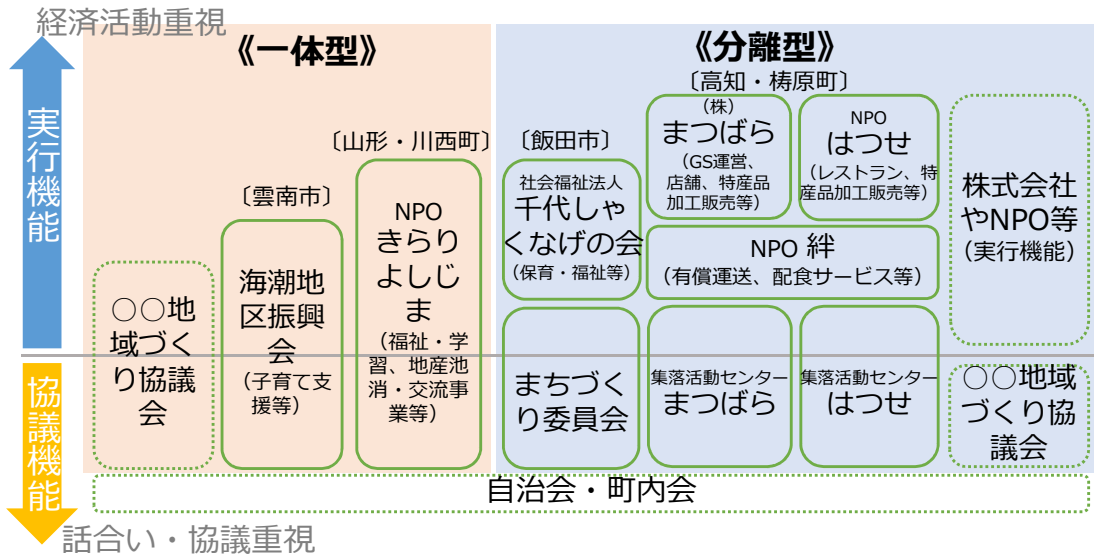 経済活動重視
《一体型》
《分離型》
実行機能
協議機能
○○地
域づく
り協議
会
〔雲南市〕
海潮地
区振興
会
(子育て支
援等)
〔山形・川西町〕
NPO
きらり
よしじ
ま
(福祉・学
習、地産池
消・交流事
業等)
〔飯田市〕
社会福祉法人
千代しゃ
くなげの会
(保育・福祉等)
まちづく
り委員会
〔高知・梼原町〕
(株)
まつばら
(GS運営、
店舗、特産品
加工販売等)
NPO
はつせ
(レストラン、特
産品加工販売等)
NPO 絆
(有償運送、配食サービス等)
集落活動センター
まつばら
集落活動センター
はつせ
株式会社
やNPO等
(実行機能)
○○地域
づくり協
議会
自治会・町内会
話合い・協議重視